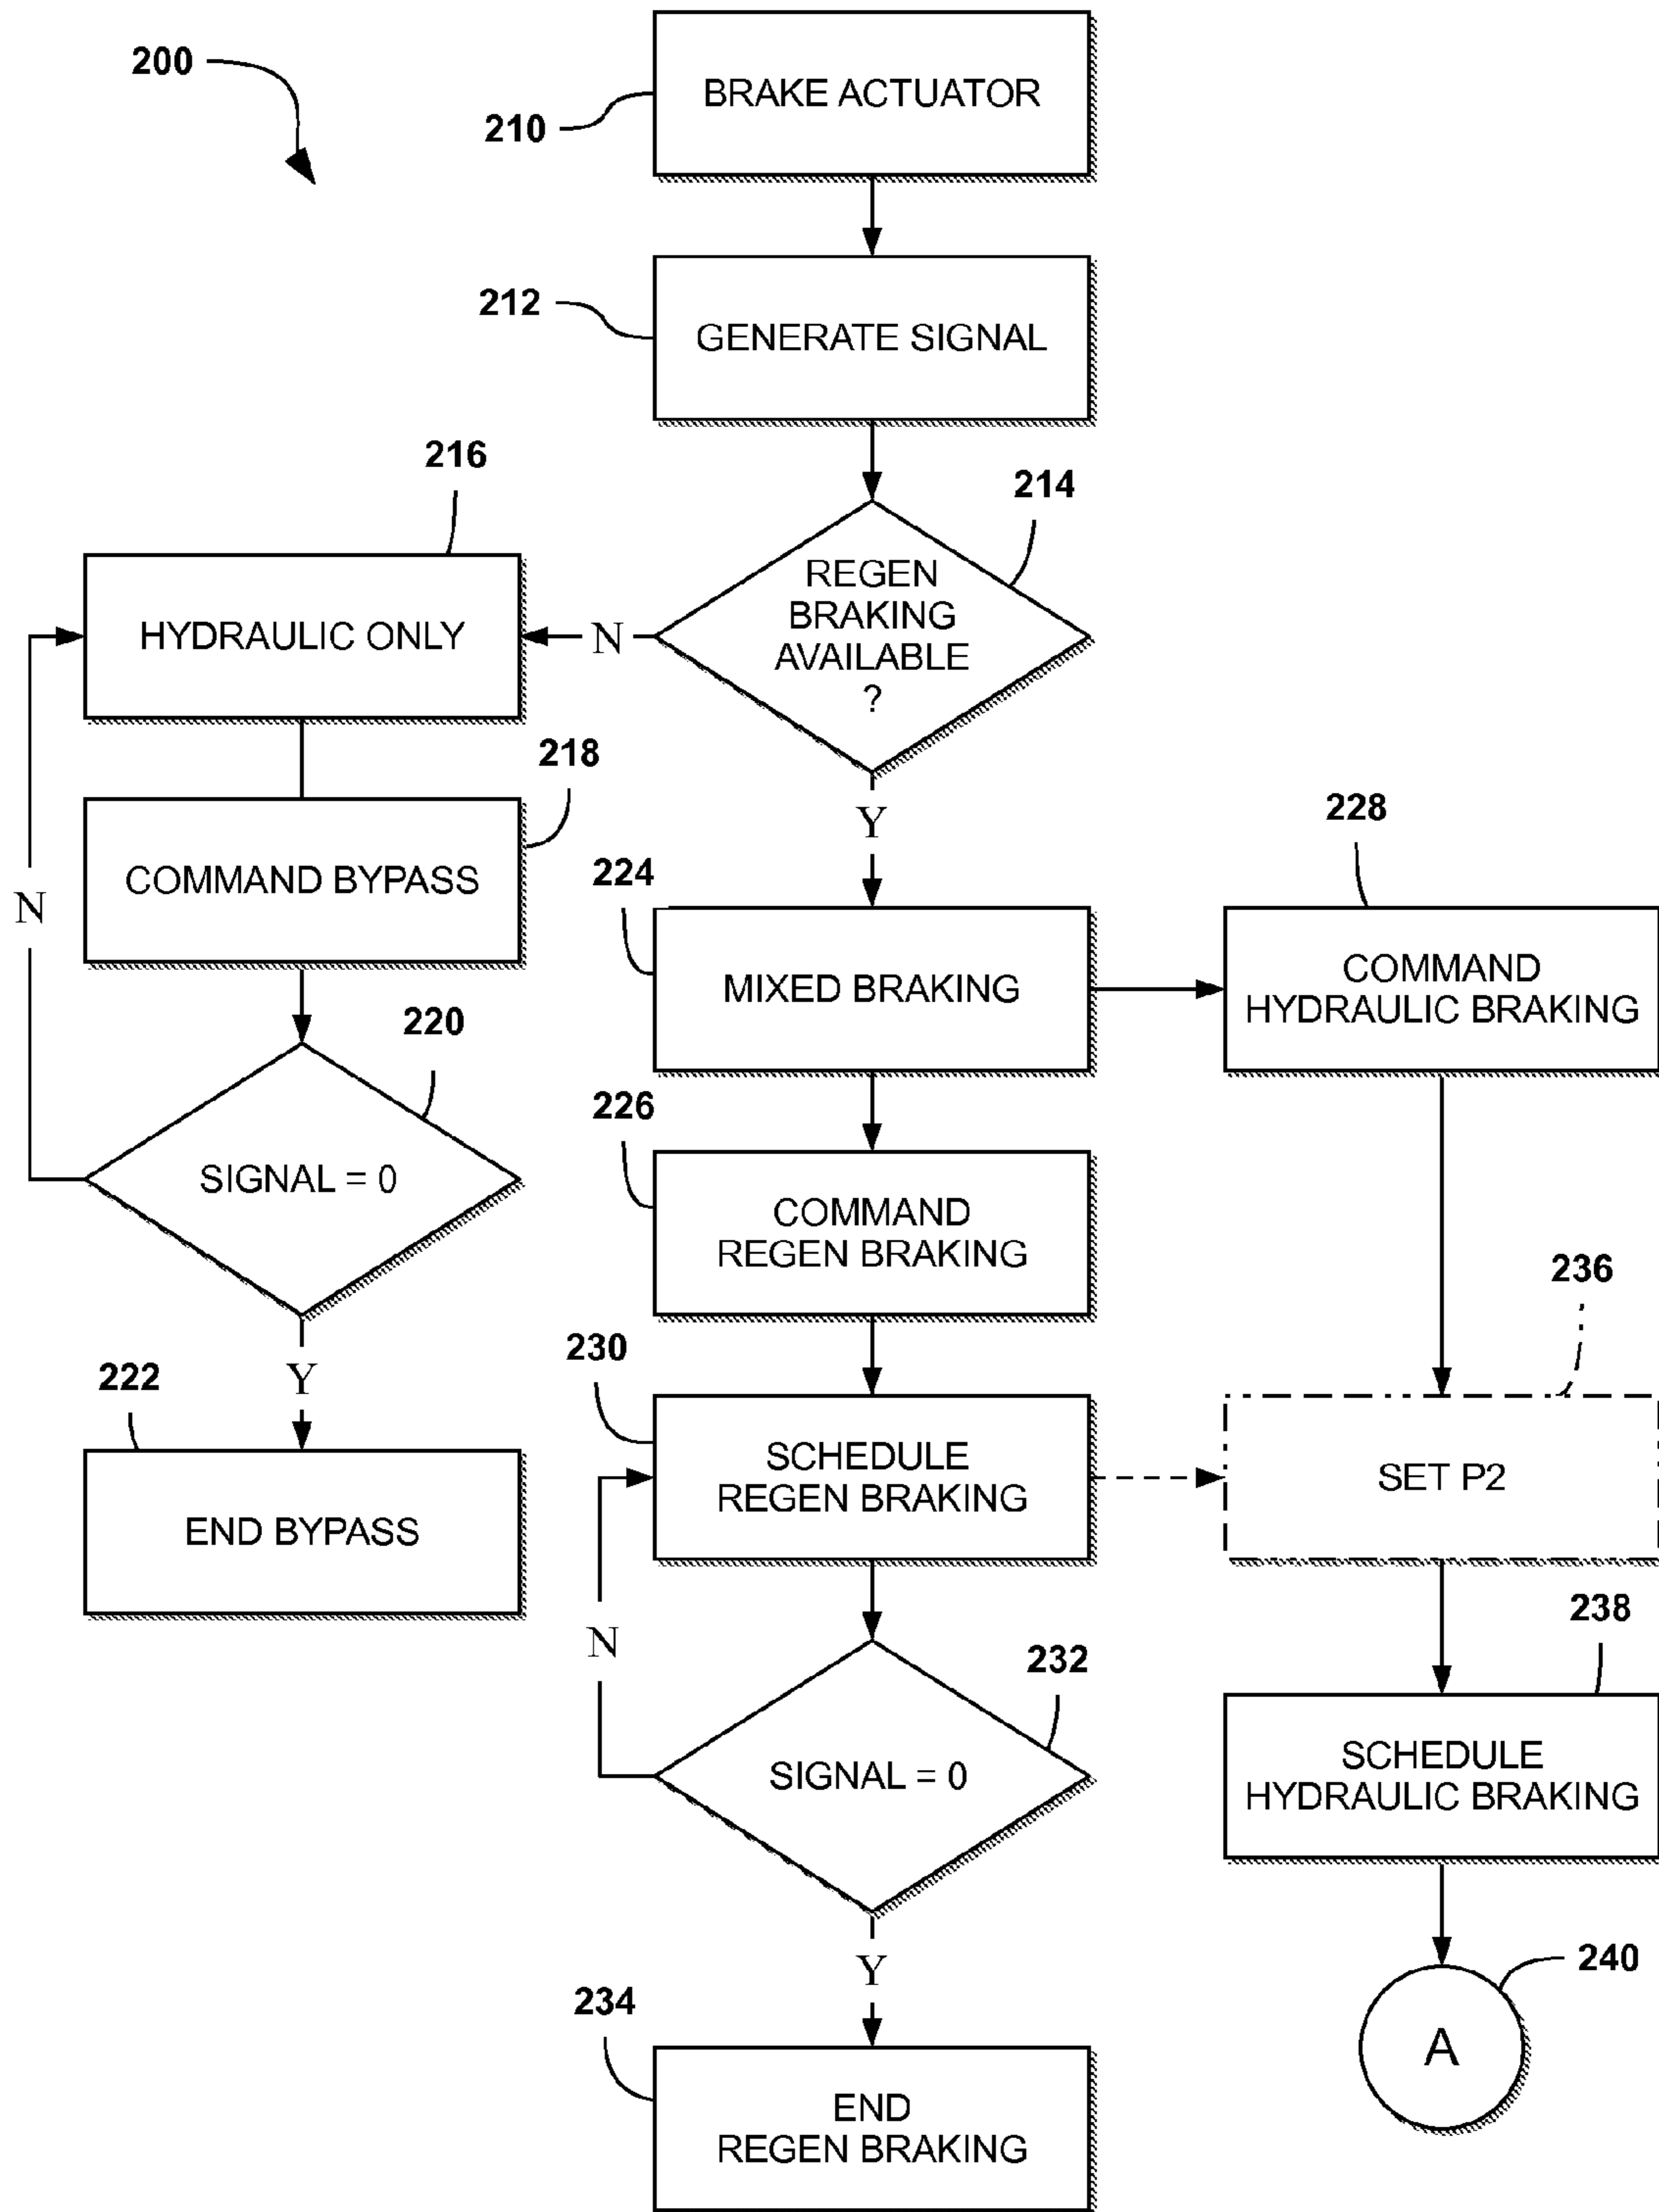 200
BRAKE ACTUATOR
210
GENERATE SIGNAL
212
REGEN
BRAKING
AVAILABLE
?
214
N
Y
216
HYDRAULIC ONLY
218
COMMAND BYPASS
N
220
SIGNAL = 0
Y
222
END BYPASS
224
MIXED BRAKING
228
COMMAND
HYDRAULIC BRAKING
226
COMMAND
REGEN BRAKING
230
SCHEDULE
REGEN BRAKING
236
SET P2
N
232
SIGNAL = 0
Y
238
SCHEDULE
HYDRAULIC BRAKING
234
END
REGEN BRAKING
240
A